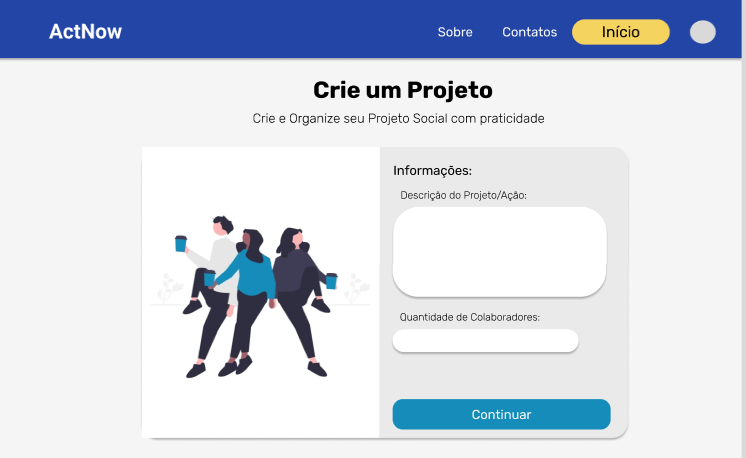 ActNow
Sobre
Contatos
Início
Crie um Projeto
Crie e Organize seu Projeto Social com praticidade
Informações:
Descrição do Projeto/Ação:
Quantidade de Colaboradores:
Continuar